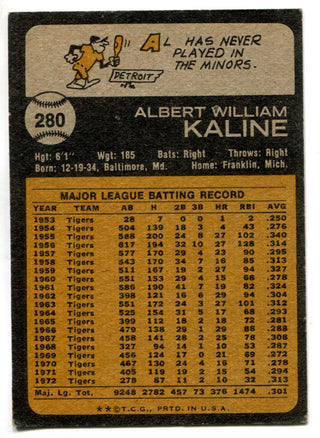 AL HAS NEVER
PLAYED IN
THE MINORS.
DETROIT
280
ALBERT WILLIAM
KALINE
Hgt: 6'1" Wgt: 185 Bats: Right Throws: Right
Born: 12-19-34, Baltimore, Md. Home: Franklin, Mich.
MAJOR LEAGUE BATTING RECORD
YEAR TEAM AB H 2B 3B HR RBI AVG
1953 Tigers 28 7 0 0 1 2 .250
1954 Tigers 504 139 18 3 4 43 .276
1955 Tigers 588 200 24 8 27 102 .340
1956 Tigers 617 194 32 10 27 128 .314
1957 Tigers 577 170 29 4 23 90 .295
1958 Tigers 543 170 34 7 16 85 .313
1959 Tigers 511 167 19 2 27 94 .327
1960 Tigers 551 153 29 4 15 68 .278
1961 Tigers 586 190 41 7 19 82 .324
1962 Tigers 398 121 16 6 29 94 .304
1963 Tigers 551 172 24 3 27 101 .312
1964 Tigers 525 154 31 5 17 68 .293
1965 Tigers 399 112 18 2 18 72 .281
1966 Tigers 479 138 29 1 29 88 .288
1967 Tigers 458 141 28 2 25 78 .308
1968 Tigers 327 94 14 1 10 53 .287
1969 Tigers 456 124 17 0 21 69 .272
1970 Tigers 467 130 24 4 16 71 .278
1971 Tigers 405 119 19 2 15 54 .294
1972 Tigers 278 87 11 2 10 32 .313
Maj. Lg. Tot. 9248 2782 457 73 376 1474 .301
★★©T.C.G., PRTD. IN U.S.A.